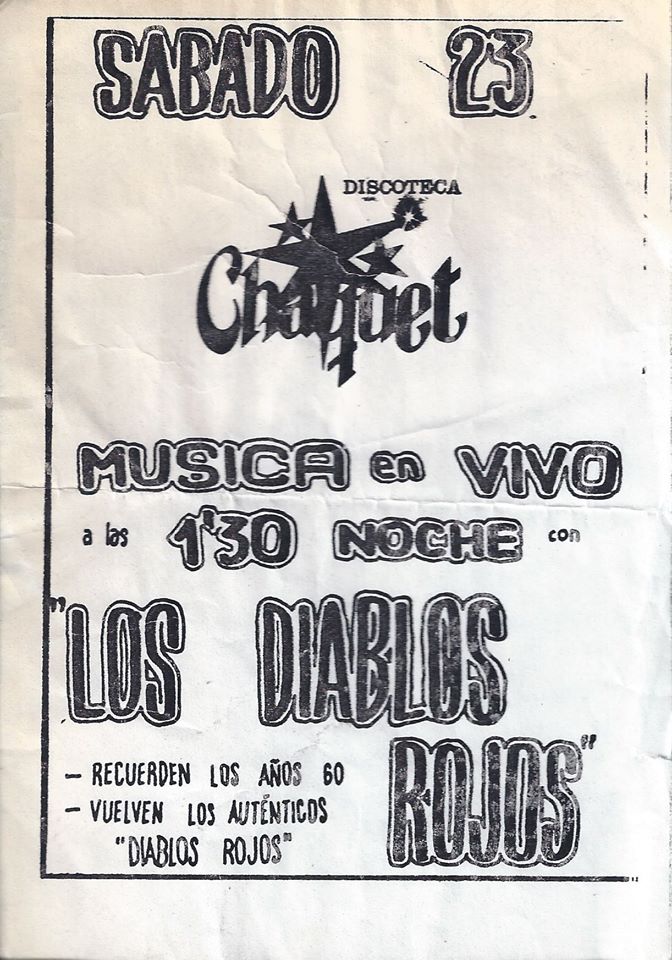 SABADO 23
DISCOTECA
Chaquet
MUSICA en VIVO
a las 1'30 NOCHE con
"LOS DIABLOS
ROJOS"
– RECUERDEN LOS AÑOS 60
– VUELVEN LOS AUTÉNTICOS
"DIABLOS ROJOS"